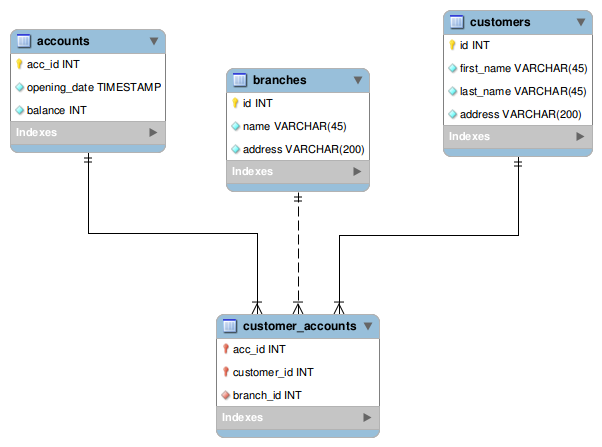 accounts
acc_id INT
opening_date TIMESTAMP
balance INT
Indexes
branches
id INT
name VARCHAR(45)
address VARCHAR(200)
Indexes
customers
id INT
first_name VARCHAR(45)
last_name VARCHAR(45)
address VARCHAR(200)
Indexes
customer_accounts
acc_id INT
customer_id INT
branch_id INT
Indexes